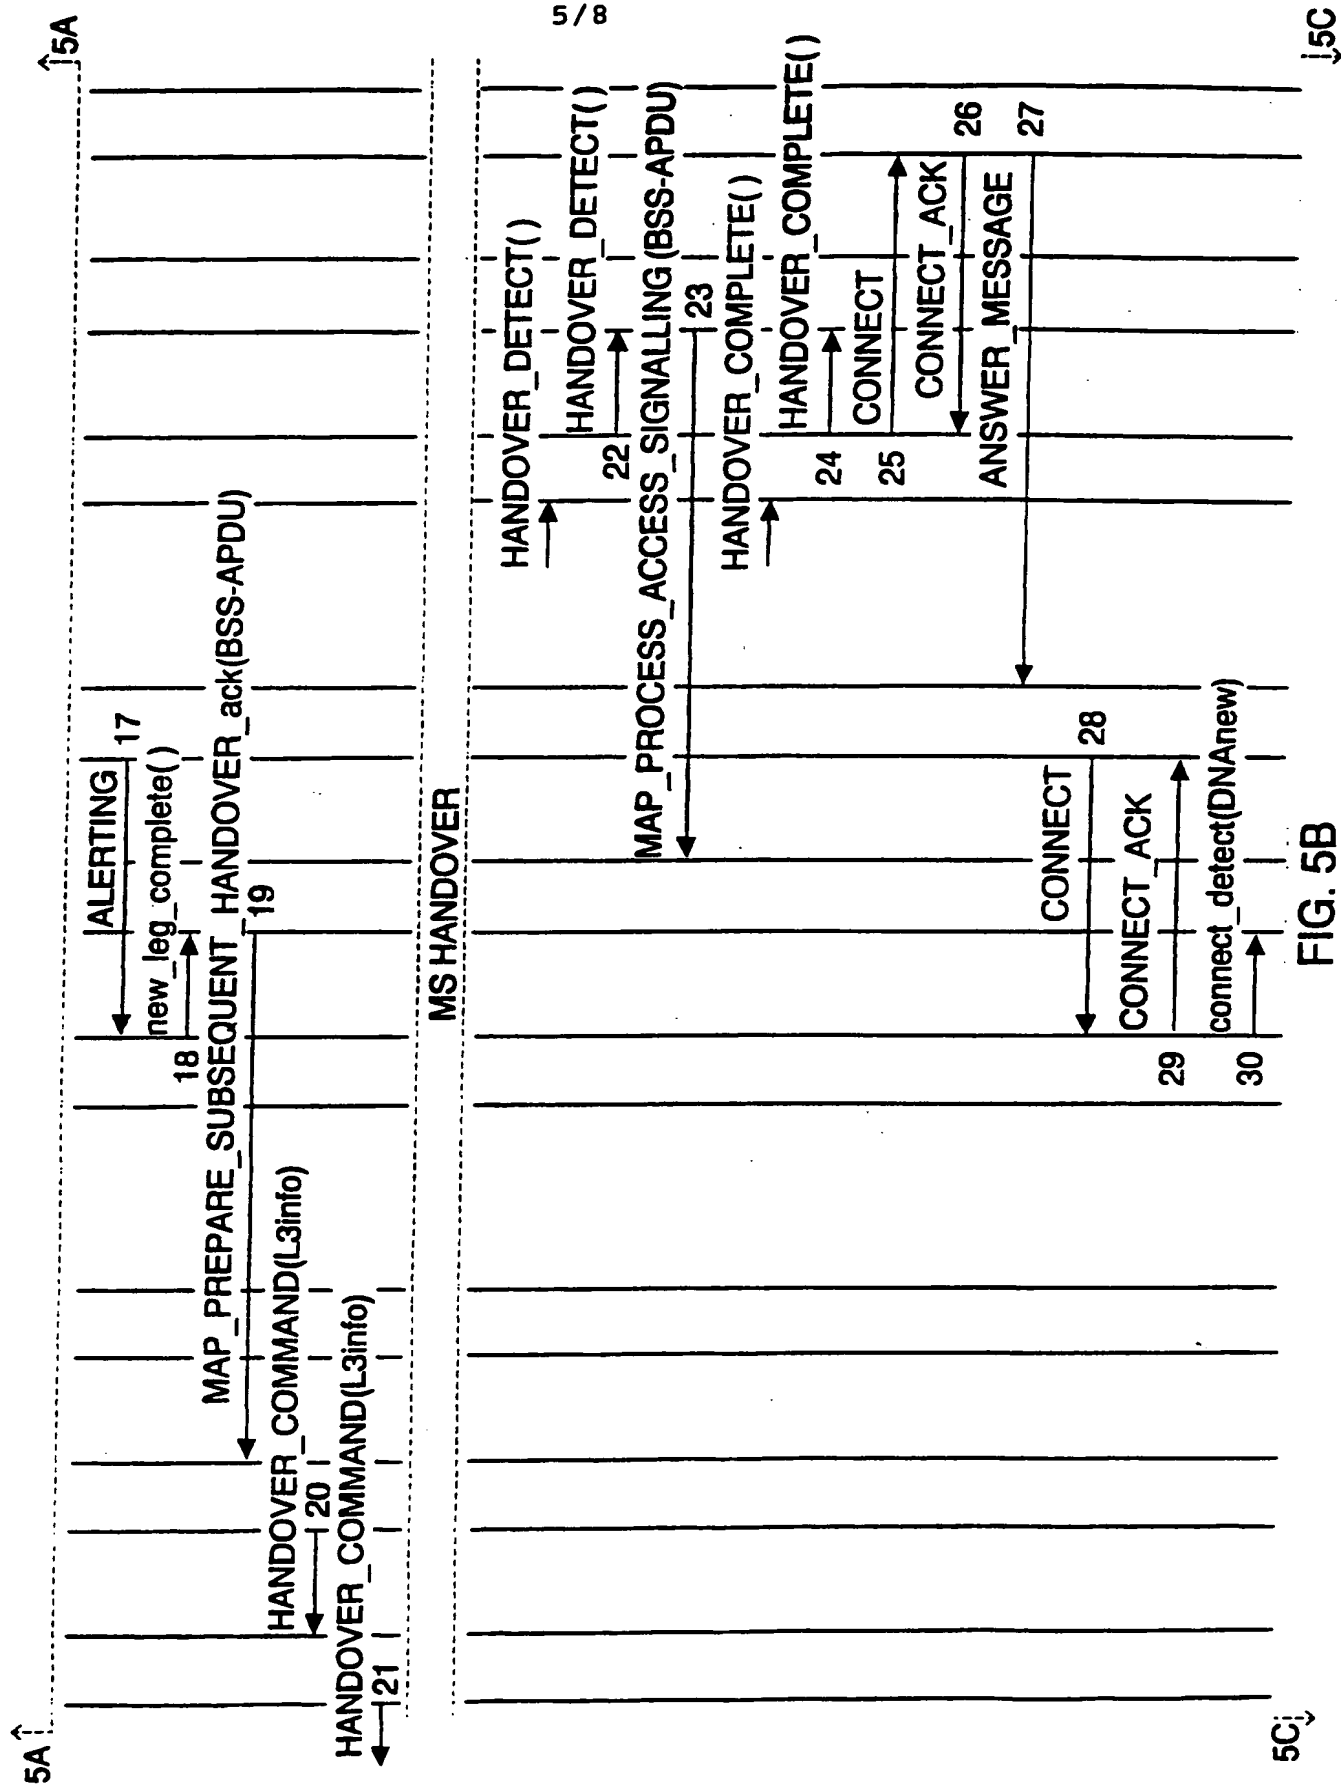 5/8
5A
5A
ALERTING
17
new_leg_complete()
18
MAP_PREPARE_SUBSEQUENT_HANDOVER_ack(BSS-APDU)
19
HANDOVER_COMMAND(L3info)
20
HANDOVER_COMMAND(L3info)
21
MS HANDOVER
HANDOVER_DETECT()
HANDOVER_DETECT()
22
MAP_PROCESS_ACCESS_SIGNALLING(BSS-APDU)
23
HANDOVER_COMPLETE()
HANDOVER_COMPLETE()
24
CONNECT
25
CONNECT_ACK
26
ANSWER_MESSAGE
27
CONNECT
28
CONNECT_ACK
29
connect_detect(DNAnew)
30
5C
5C
FIG. 5B